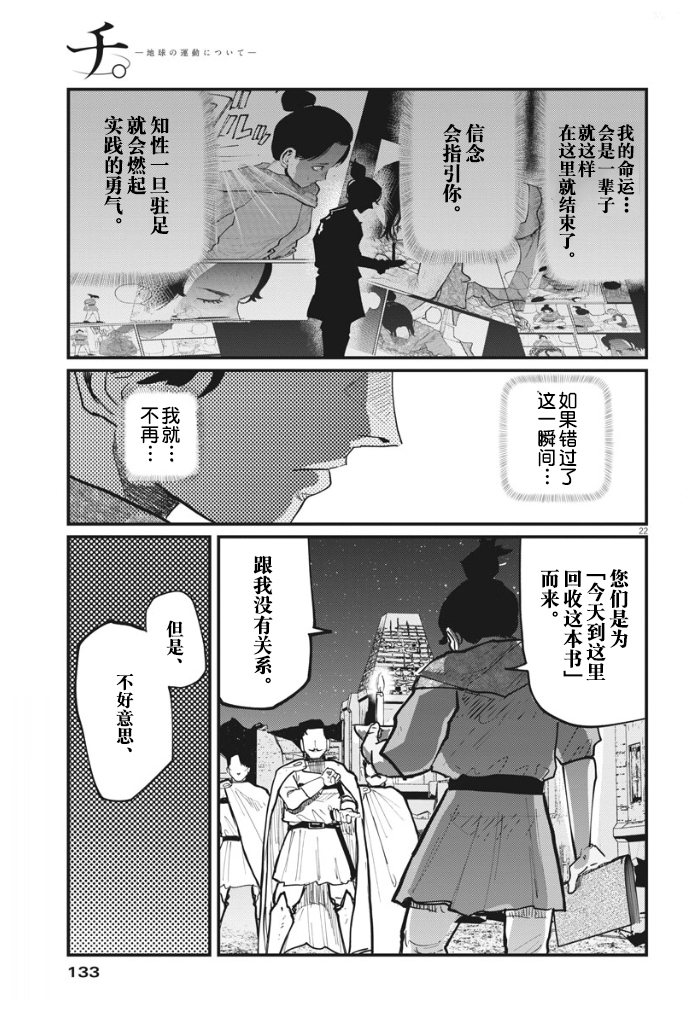 チ。
―地球の運動について―
我的命运…
会是一辈子
就这样
在这里就结束了。
信念
会指引你。
知性一旦驻足
就会燃起
实践的勇气。
如果错过了
这一瞬间…
我就…
不再…
22
您们是为
「今天到这里
回收这本书」
而来。
跟我没有关系。
但是、
不好意思、
133